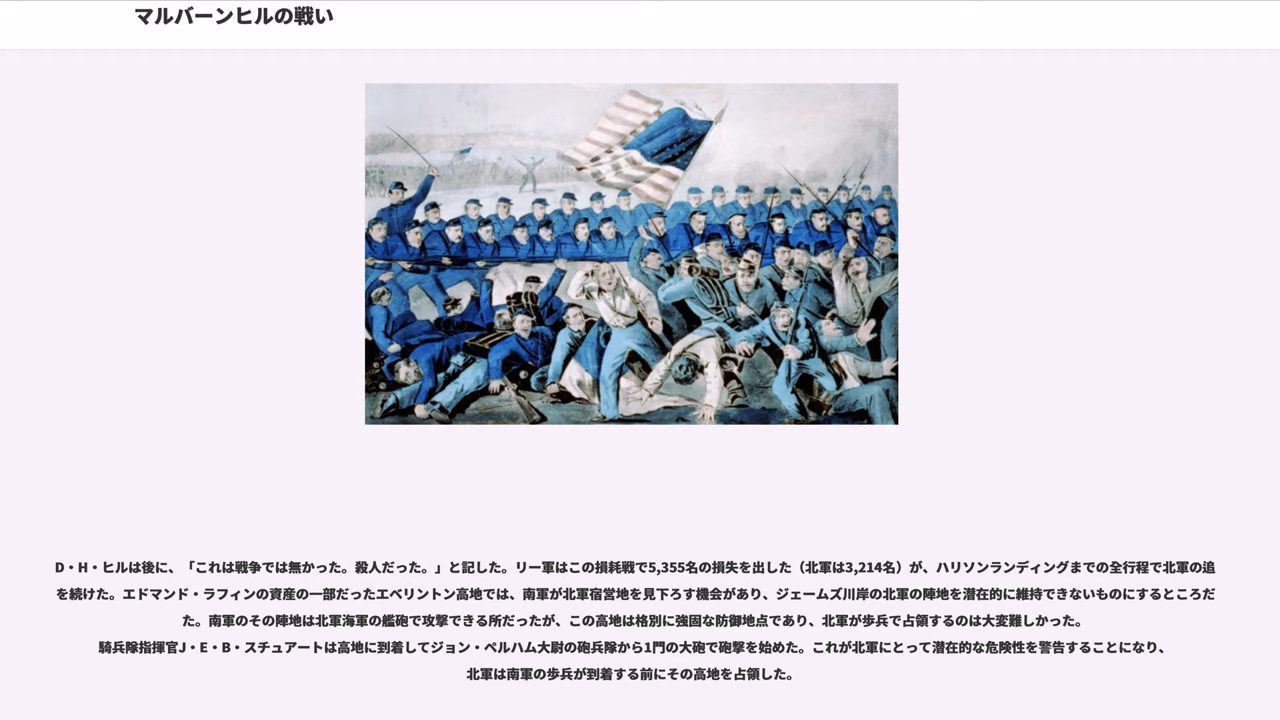 マルバーンヒルの戦い
D・H・ヒルは後に、「これは戦争では無かった。殺人だった。」と記した。リー軍はこの損耗戦で5,355名の損失を出した（北軍は3,214名）が、ハリソンランディングまでの全行程で北軍の追
を続けた。エドマンド・ラフィンの資産の一部だったエベリントン高地では、南軍が北軍宿営地を見下ろす機会があり、ジェームズ川岸の北軍の陣地を潜在的に維持できないものにするところだ
た。南軍のその陣地は北軍海軍の艦砲で攻撃できる所だったが、この高地は格別に強固な防御地点であり、北軍が歩兵で占領するのは大変難しかった。
騎兵隊指揮官J・E・B・スチュアートは高地に到着してジョン・ペルハム大尉の砲兵隊から1門の大砲で砲撃を始めた。これが北軍にとって潜在的な危険性を警告することになり、
北軍は南軍の歩兵が到着する前にその高地を占領した。